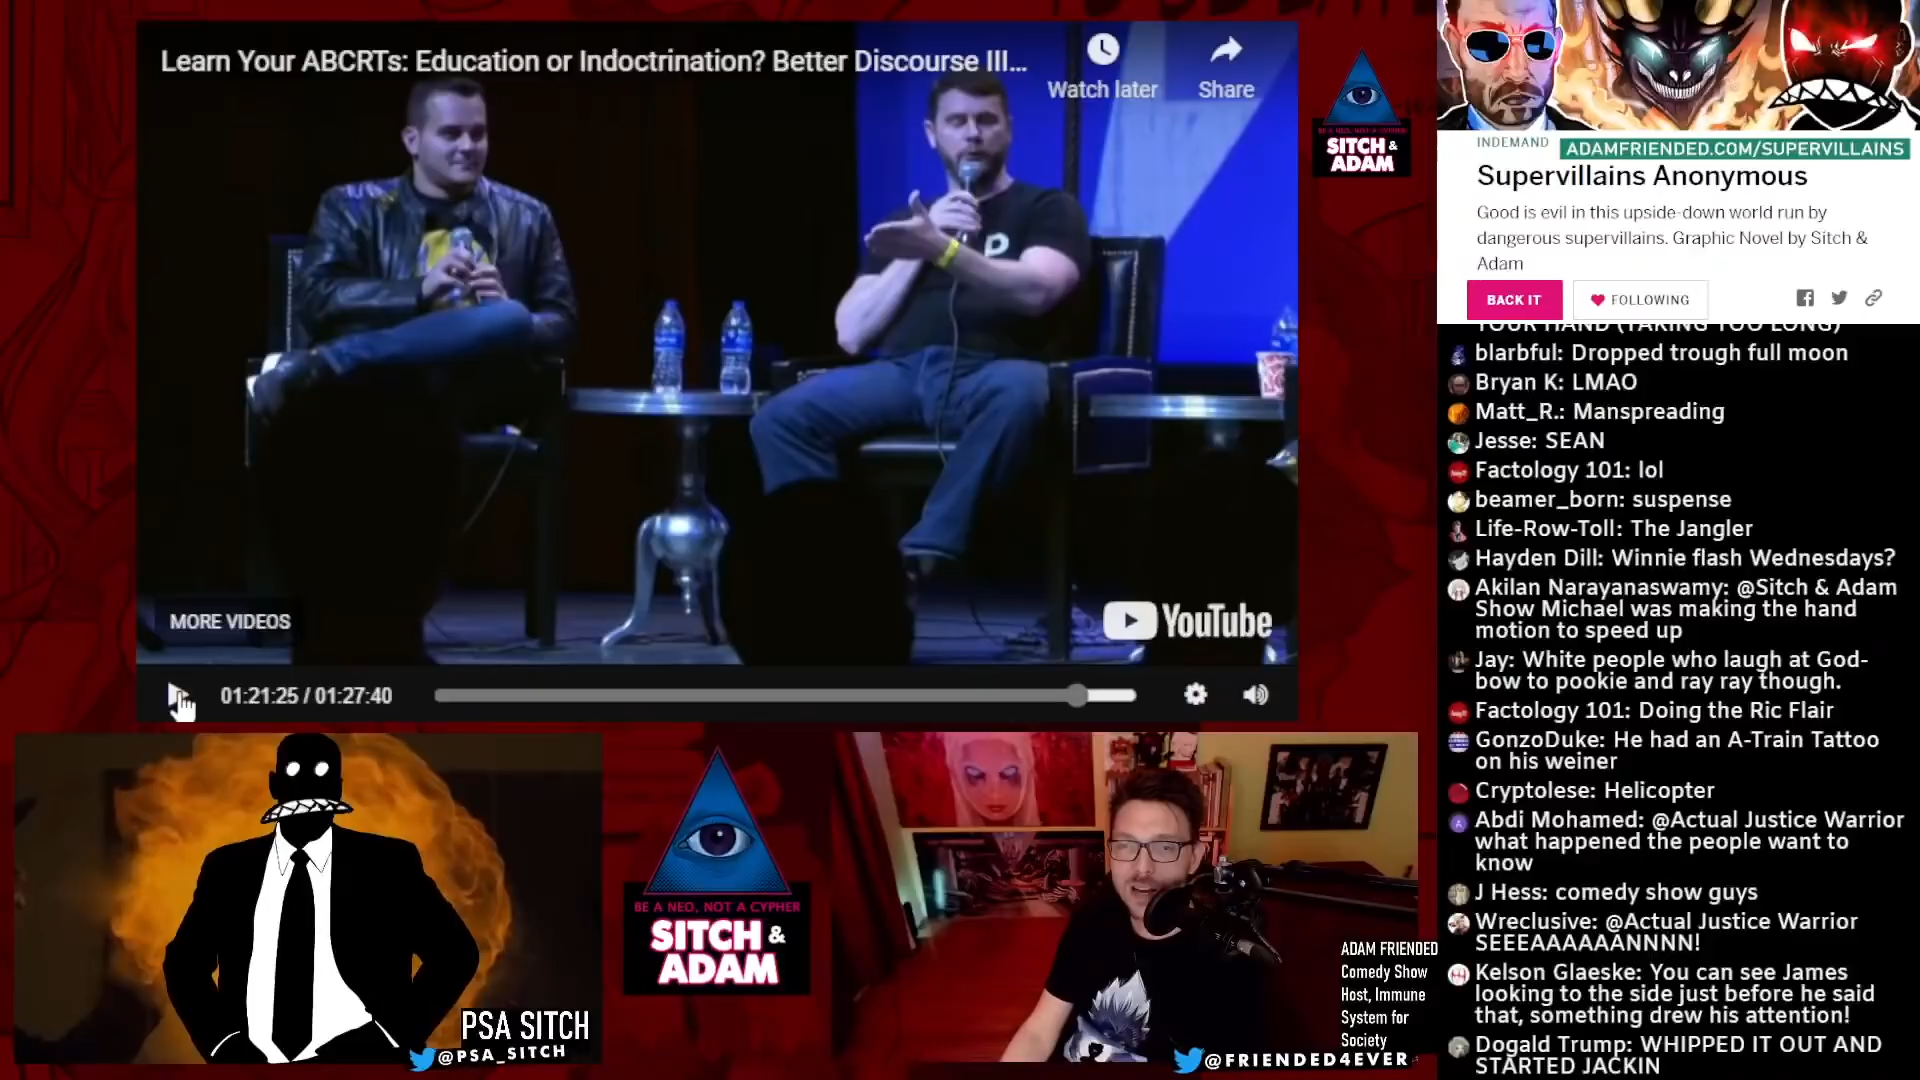 Learn Your ABCRTs: Education or Indoctrination? Better Discourse III...
Watch later
Share
MORE VIDEOS
YouTube
01:21:25 / 01:27:40
BE A NEO, NOT A CYPHER
SITCH &
ADAM
INDEMAND
ADAMFRIENDED.COM/SUPERVILLAINS
Supervillains Anonymous
Good is evil in this upside-down world run by
dangerous supervillains. Graphic Novel by Sitch &
Adam
BACK IT
FOLLOWING
YOUR HAND (TAKING TOO LONG)
blarbful: Dropped trough full moon
Bryan K: LMAO
Matt_R.: Manspreading
Jesse: SEAN
Factology 101: lol
beamer_born: suspense
Life-Row-Toll: The Jangler
Hayden Dill: Winnie flash Wednesdays?
Akilan Narayanaswamy: @Sitch & Adam
Show Michael was making the hand
motion to speed up
Jay: White people who laugh at God-
bow to pookie and ray ray though.
Factology 101: Doing the Ric Flair
GonzoDuke: He had an A-Train Tattoo
on his weiner
Cryptolese: Helicopter
Abdi Mohamed: @Actual Justice Warrior
what happened the people want to
know
J Hess: comedy show guys
Wreclusive: @Actual Justice Warrior
SEEEAAAAAANNNN!
Kelson Glaeske: You can see James
looking to the side just before he said
that, something drew his attention!
Dogald Trump: WHIPPED IT OUT AND
STARTED JACKIN
PSA SITCH
@PSA_SITCH
BE A NEO, NOT A CYPHER
SITCH &
ADAM
ADAM FRIENDED
Comedy Show
Host, Immune
System for
Society
@FRIENDED4EVER